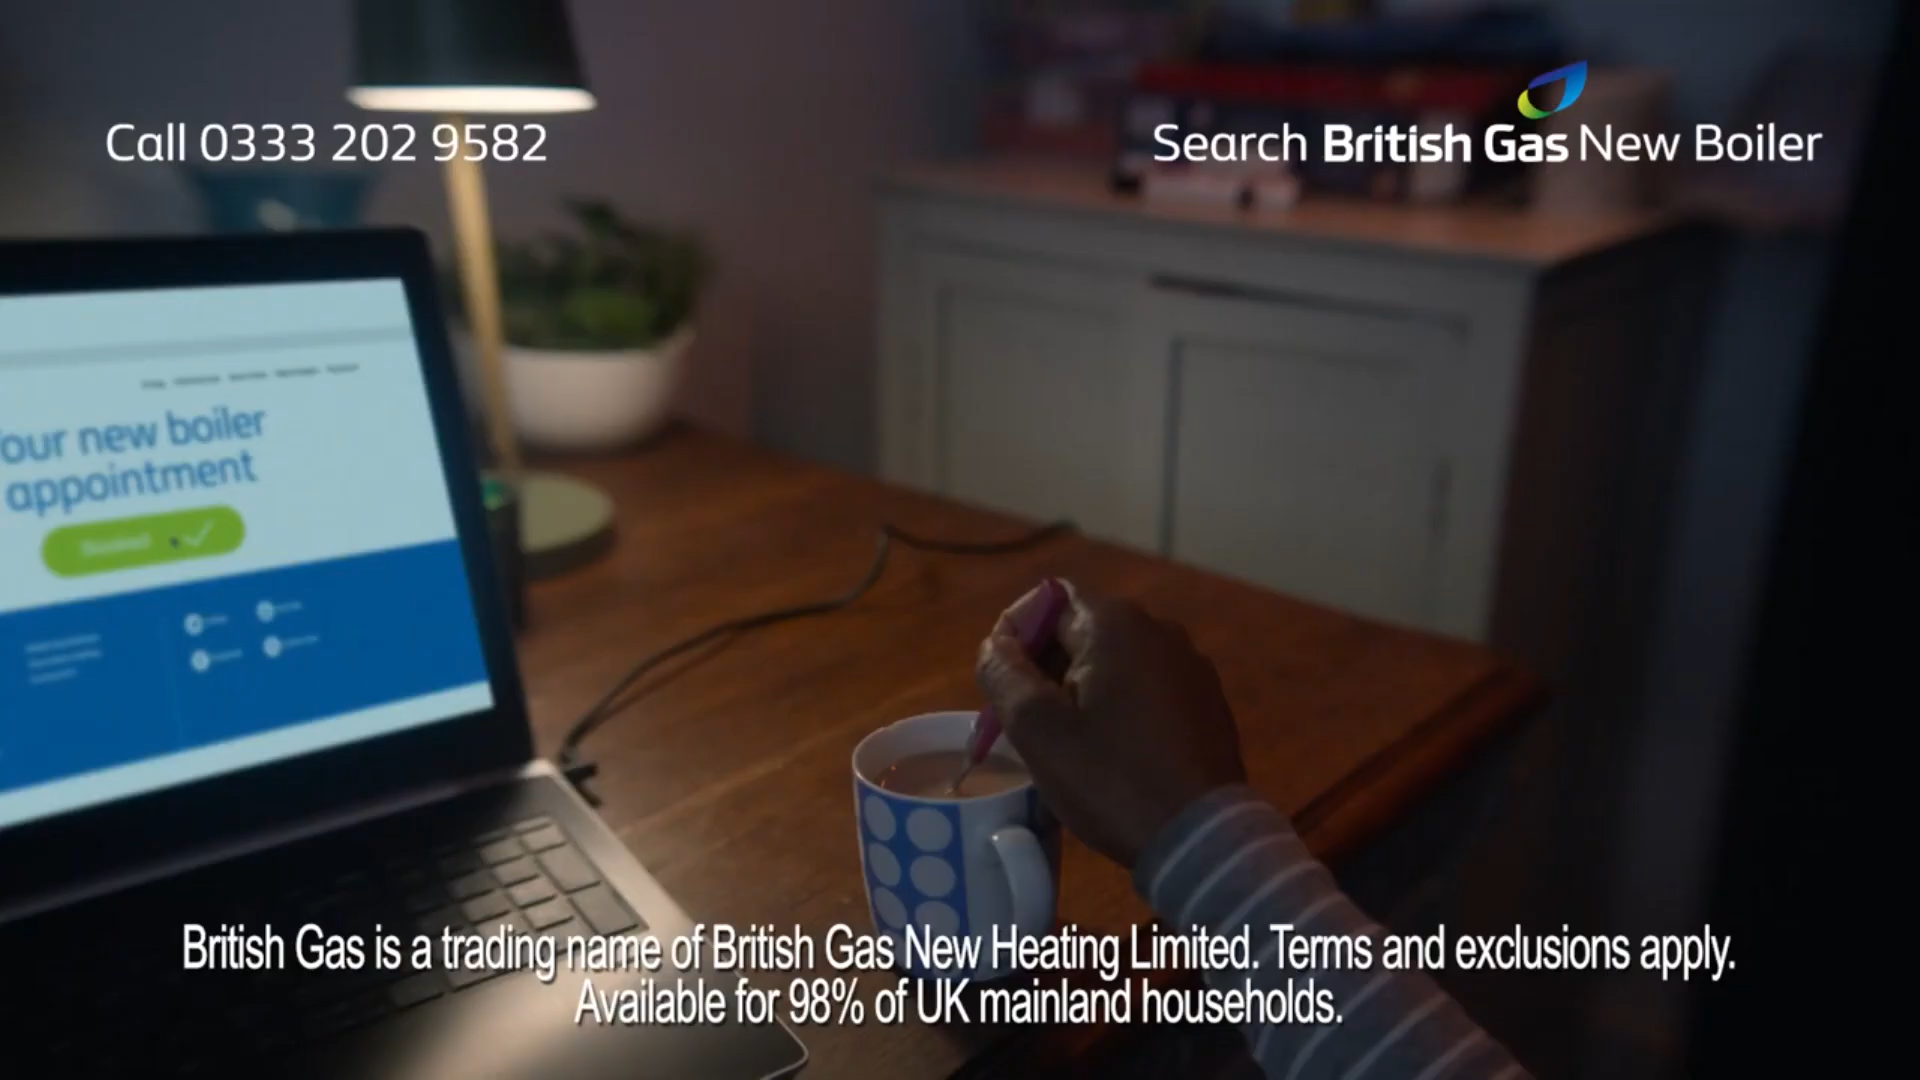 Call 0333 202 9582
Search British Gas New Boiler
our new boiler
appointment
British Gas is a trading name of British Gas New Heating Limited. Terms and exclusions apply.
Available for 98% of UK mainland households.